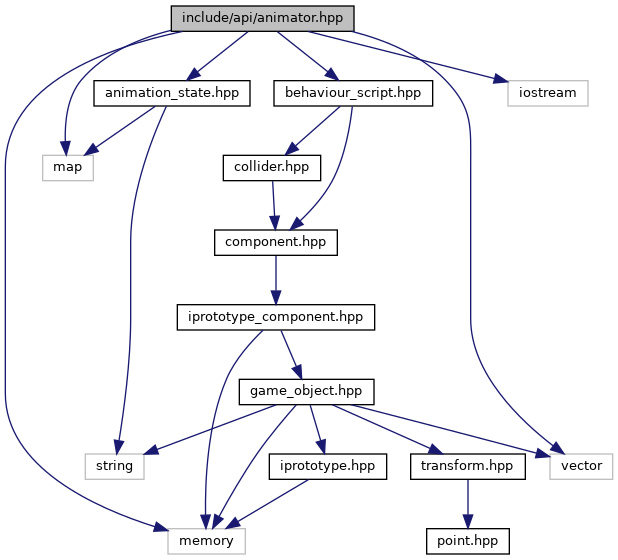 include/api/animator.hpp
animation_state.hpp
behaviour_script.hpp
iostream
map
collider.hpp
component.hpp
iprototype_component.hpp
game_object.hpp
string
iprototype.hpp
transform.hpp
vector
memory
point.hpp